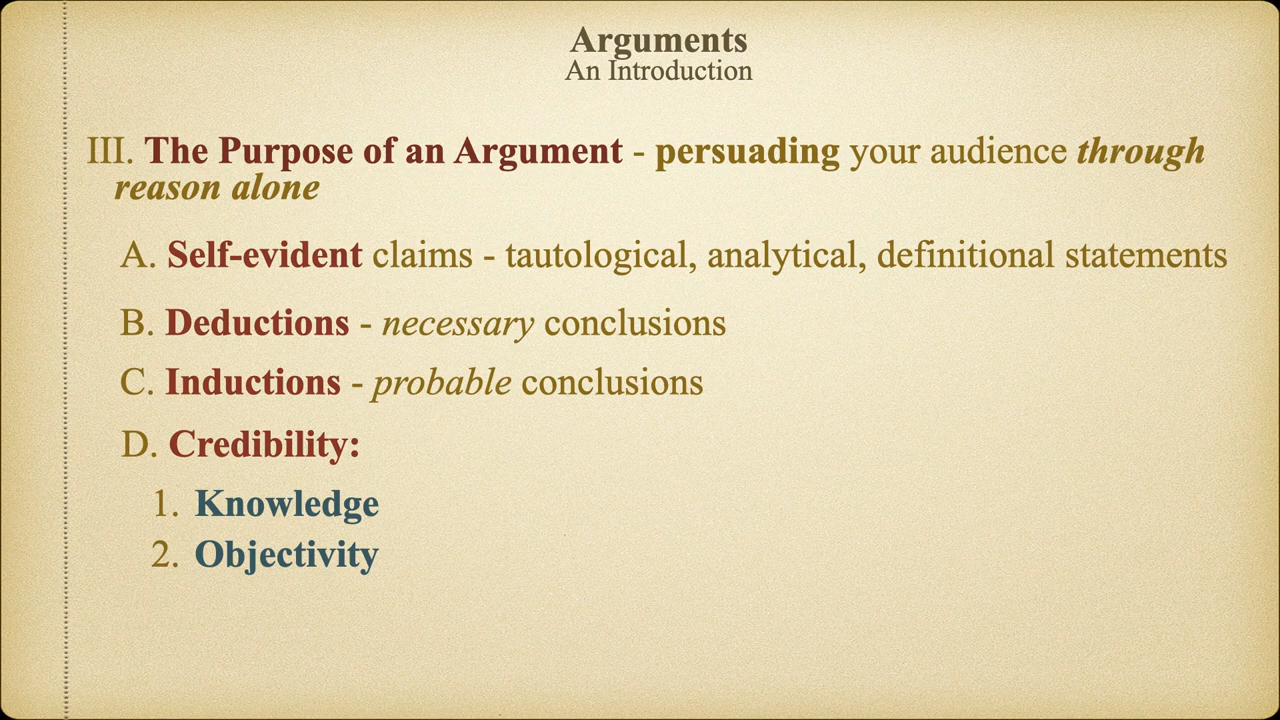 Arguments
An Introduction
III. The Purpose of an Argument - persuading your audience through
reason alone
A. Self-evident claims - tautological, analytical, definitional statements
B. Deductions - necessary conclusions
C. Inductions - probable conclusions
D. Credibility:
1. Knowledge
2. Objectivity